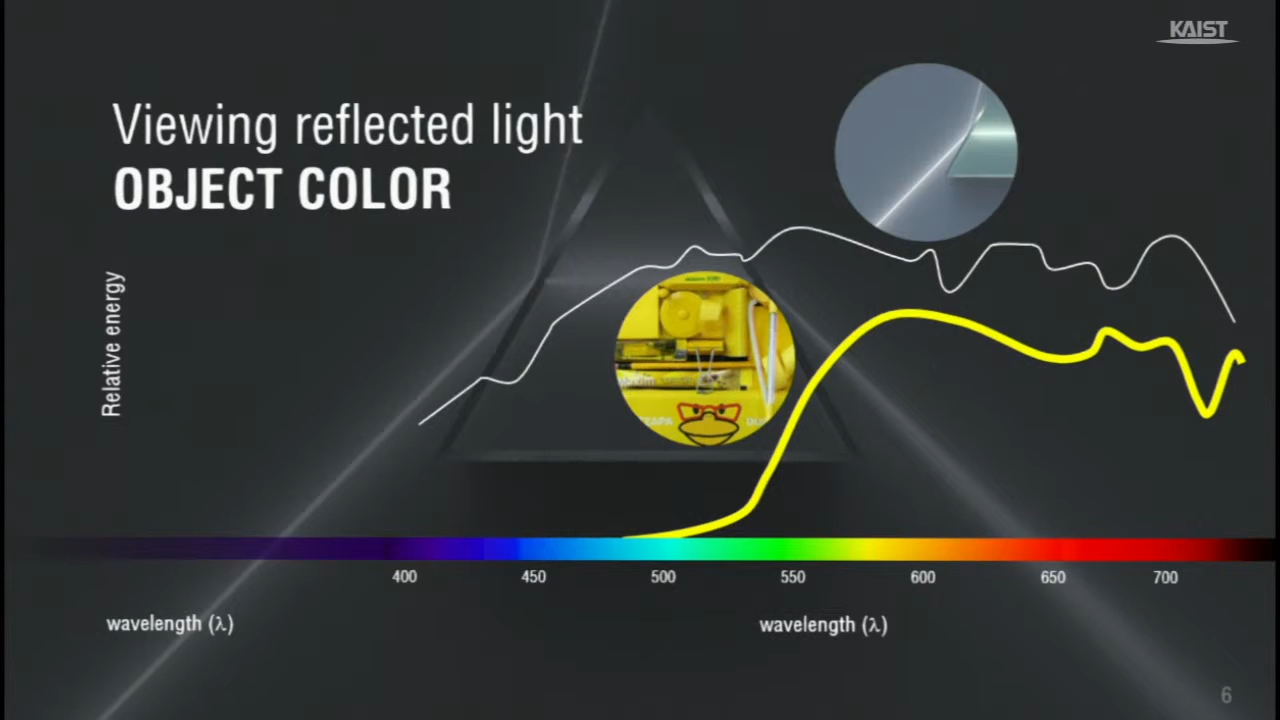 KAIST
Viewing reflected light
OBJECT COLOR
Relative energy
400 450 500 550 600 650 700
wavelength (λ)
wavelength (λ)
6